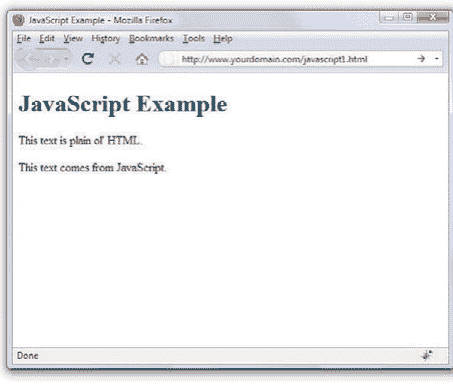 JavaScript Example - Mozilla Firefox
File Edit View History Bookmarks Tools Help
http://www.yourdomain.com/javascript1.html
JavaScript Example
This text is plain ol' HTML.
This text comes from JavaScript.
Done